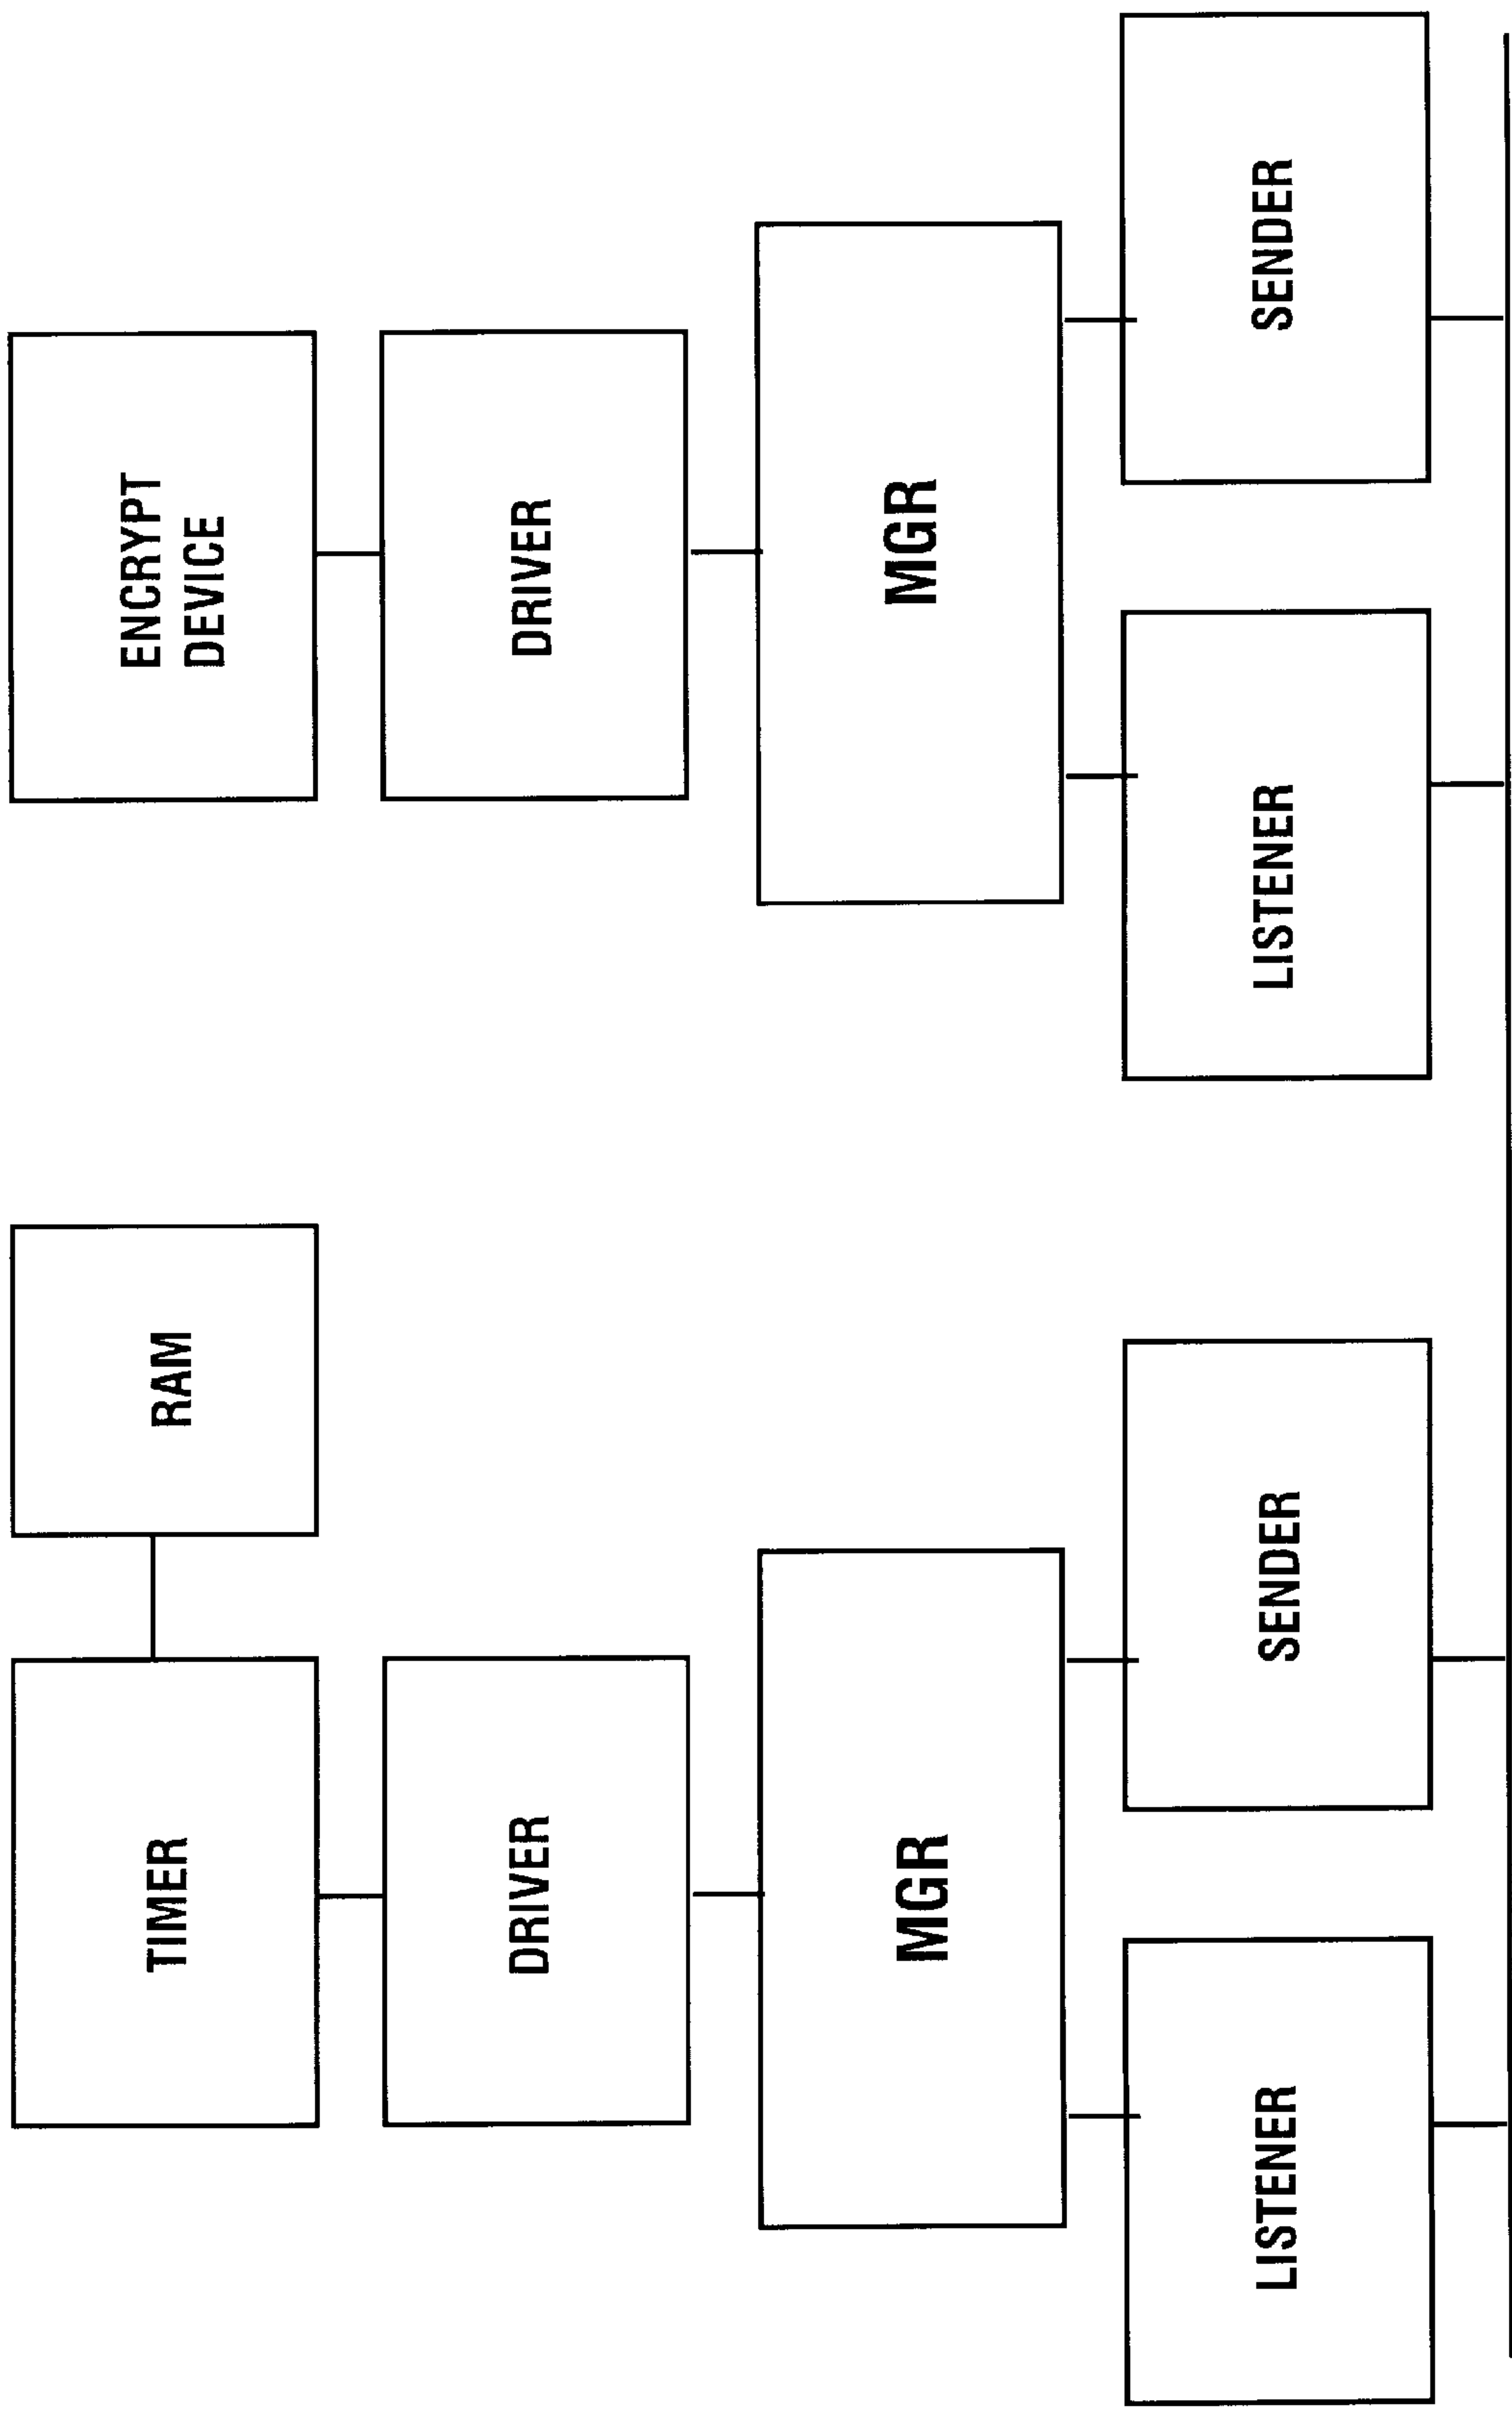 TIMER
RAM
ENCRYPT
DEVICE
DRIVER
DRIVER
MGR
MGR
LISTENER
SENDER
LISTENER
SENDER